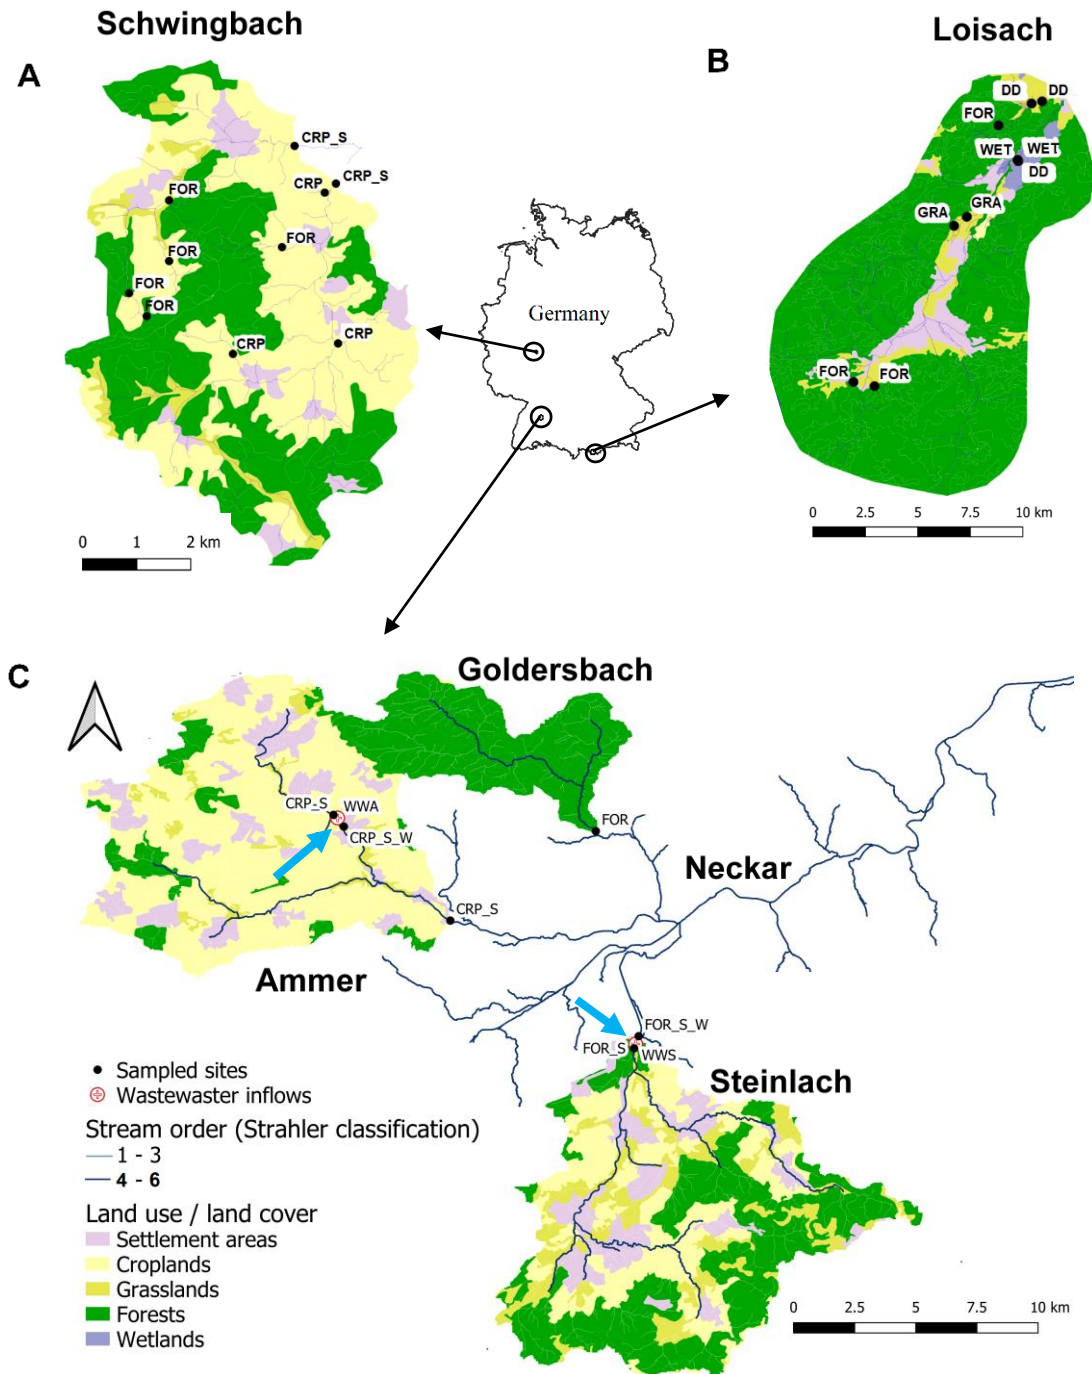 Schwingbach
Loisach
A
B
CRP_S
CRP_S
CRP
FOR
FOR
FOR
FOR
FOR
CRP
CRP
0 1 2 km
Germany
DD DD
FOR
WET WET
DD
GRA GRA
FOR FOR
0 2.5 5 7.5 10 km
C
Goldersbach
CRP-S WWA
CRP_S_W
FOR
Neckar
CRP_S
Ammer
FOR_S_W
FOR_S WWS
Steinlach
Sampled sites
Wastewaster inflows
Stream order (Strahler classification)
1 - 3
4 - 6
Land use / land cover
Settlement areas
Croplands
Grasslands
Forests
Wetlands
0 2.5 5 7.5 10 km